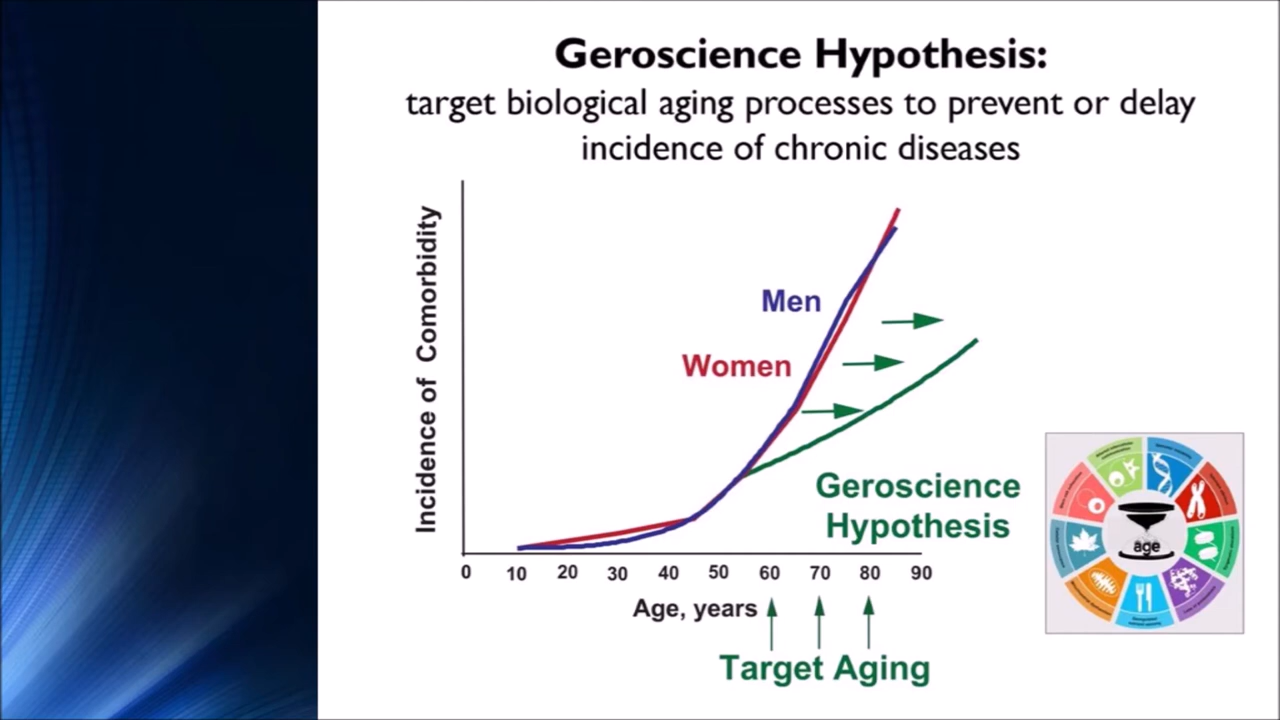 Geroscience Hypothesis:
target biological aging processes to prevent or delay
incidence of chronic diseases
Incidence of Comorbidity
Men
Women
Geroscience
Hypothesis
0 10 20 30 40 50 60 70 80 90
Age, years
Target Aging
age